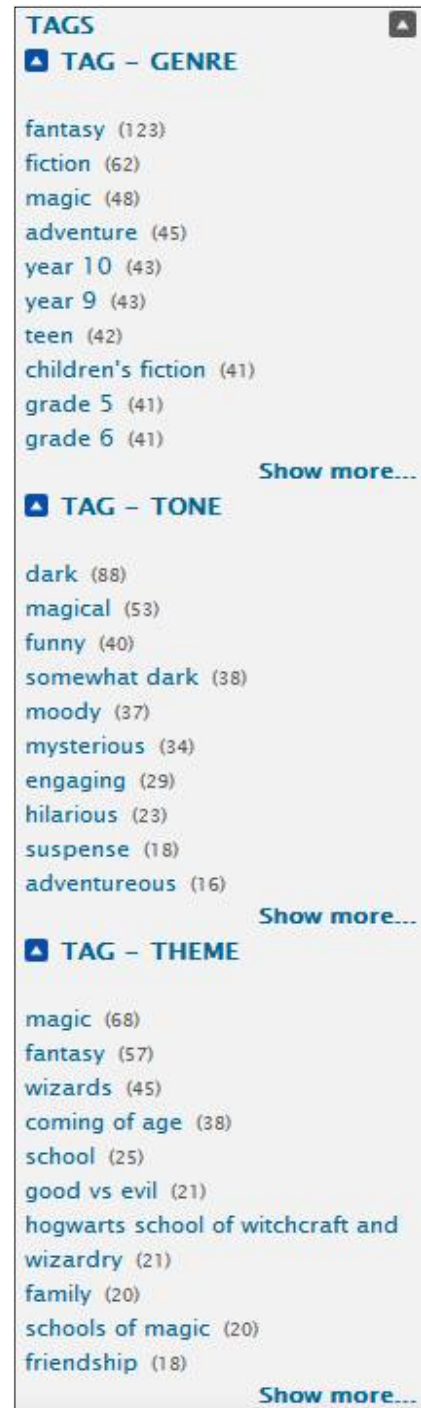 TAGS
TAG – GENRE
fantasy (123)
fiction (62)
magic (48)
adventure (45)
year 10 (43)
year 9 (43)
teen (42)
children's fiction (41)
grade 5 (41)
grade 6 (41)
Show more...
TAG – TONE
dark (88)
magical (53)
funny (40)
somewhat dark (38)
moody (37)
mysterious (34)
engaging (29)
hilarious (23)
suspense (18)
adventureous (16)
Show more...
TAG – THEME
magic (68)
fantasy (57)
wizards (45)
coming of age (38)
school (25)
good vs evil (21)
hogwarts school of witchcraft and
wizardry (21)
family (20)
schools of magic (20)
friendship (18)
Show more...